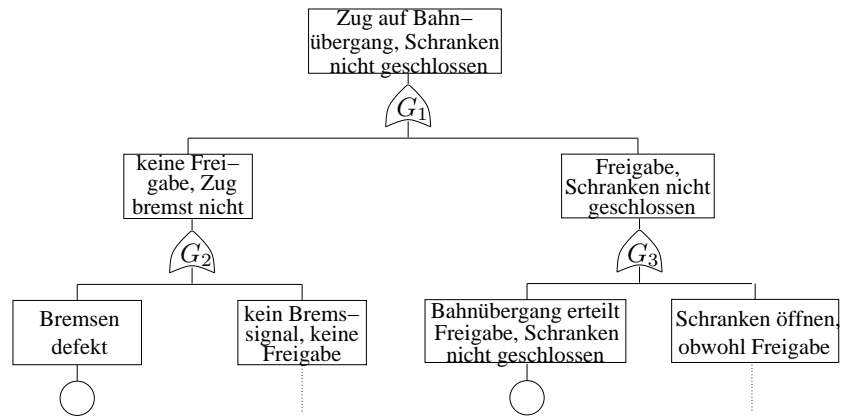 Zug auf Bahn−
übergang, Schranken
nicht geschlossen
G1
keine Frei−
gabe, Zug
bremst nicht
Freigabe,
Schranken nicht
geschlossen
G2
G3
Bremsen
defekt
kein Brems−
signal, keine
Freigabe
Bahnübergang erteilt
Freigabe, Schranken
nicht geschlossen
Schranken öffnen,
obwohl Freigabe